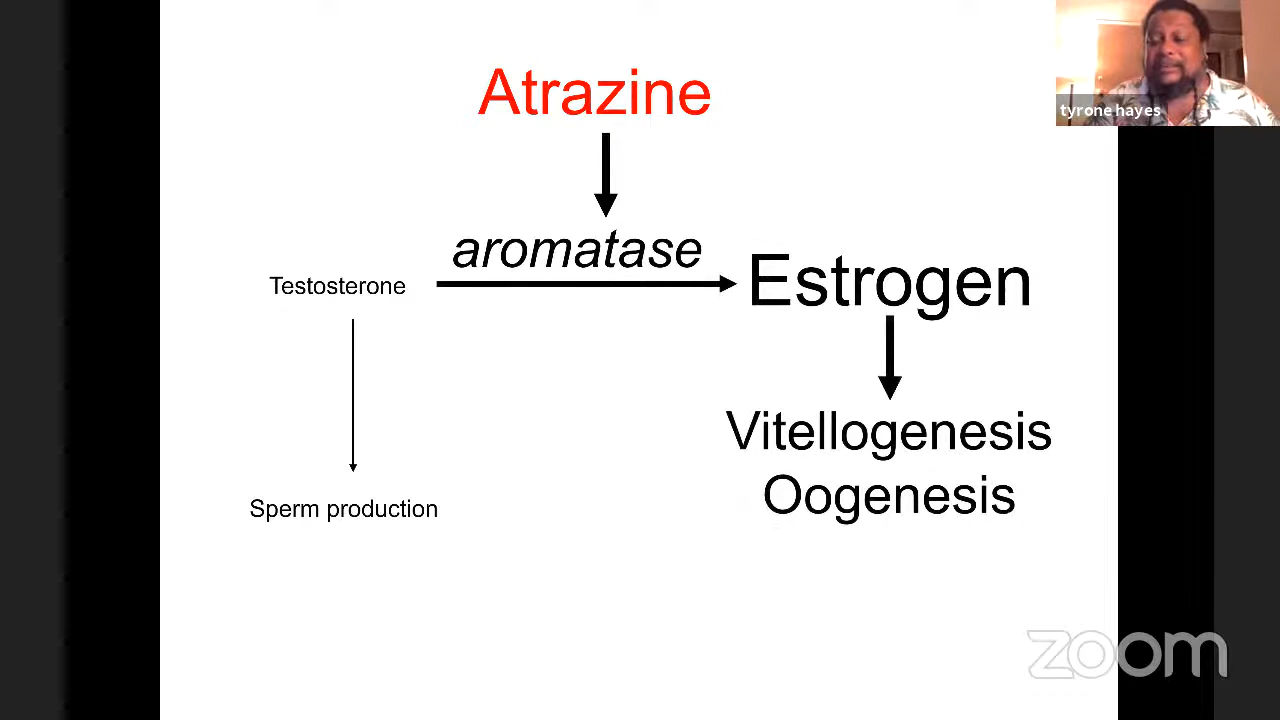 Atrazine
tyrone hayes
aromatase
Testosterone
Estrogen
Vitellogenesis
Oogenesis
Sperm production
zoom